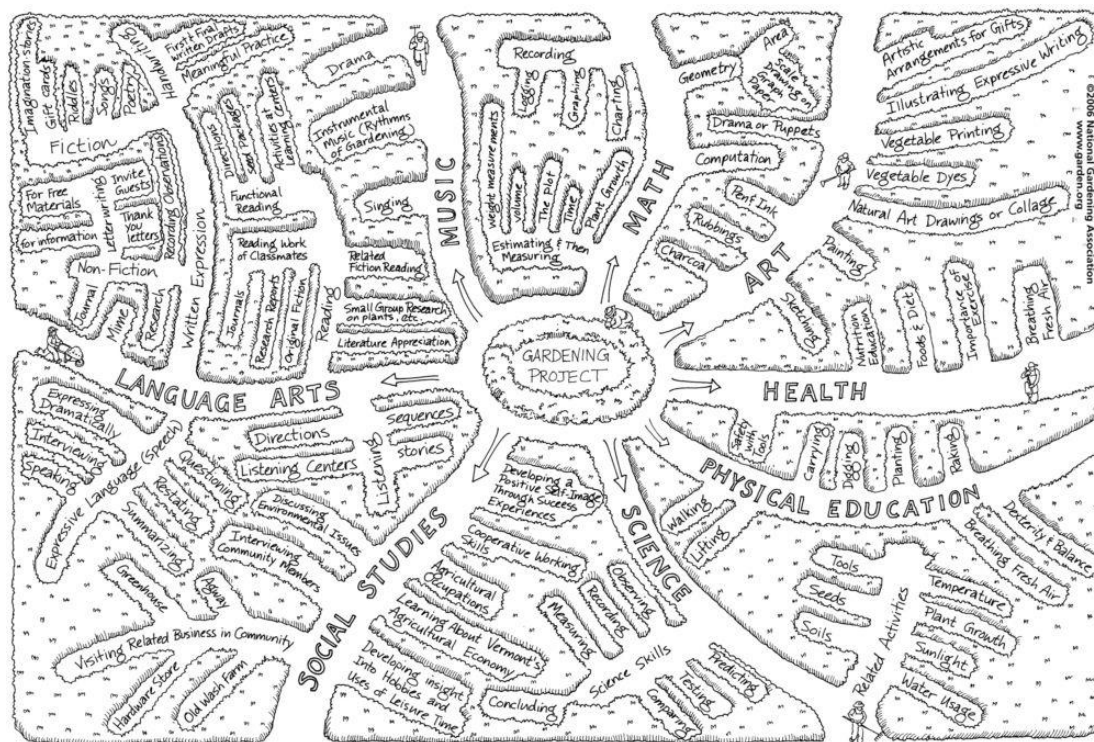 Imagination stories
Gift cards
Riddles
Songs
Poetry
Handwriting
First & Final
written Drafts
Meaningful Practice
Fiction
For Free
Materials
for information
Letter writing
Invite
Guests
Thank
you
letters
Recording Observations
Non-Fiction
Journal
Mime
Research
Written Expression
Directions
Seed Packages
Activities at Center
Learning
Functional
Reading
Reading Work
of Classmates
Journals
Research Reports
Original Fiction
Reading
Related
Fiction Reading
Small Group Research
on plants, etc
Literature Appreciation
LANGUAGE ARTS
Drama
Instrumental
Music (Rythmns
of Gardening)
Singing
MUSIC
Recording
Logging
Graphing
Charting
weight measurements
volume
The Plot
Time
Plant Growth
Estimating & Then
Measuring
MATH
Geometry
Area
Scale
Drawing on
Graph
Paper
Drama or Puppets
Computation
Pen & Ink
Rubbings
Charcoal
ART
Painting
Sketching
Artistic
Arrangements for Gifts
Illustrating Expressive Writing
Vegetable Printing
Vegetable Dyes
Natural Art Drawings or Collage
©2006 National Gardening Association
www.garden.org
GARDENING
PROJECT
Nutrition
Education
Foods & Diet
Importance of
Exercise
Breathing
Fresh Air
HEALTH
Safety
with
Tools
Carrying
Digging
Planting
Raking
PHYSICAL EDUCATION
Walking
Lifting
Dexterity & Balance
Breathing Fresh Air
Expressing
Dramatically
Interviewing
Speaking
Expressive Language (Speech)
Questioning
Restating
Summarizing
Directions
Listening Centers
Listening
sequences
stories
Discussing
Environmental Issues
Interviewing
Community Members
Greenhouse
Agway
Visiting Related Business in Community
Hardware Store
Old Wash Farm
SOCIAL STUDIES
Developing a
Positive Self-Image
Through Success
Experiences
Cooperative Working
Skills
Agricultural
Occupations
Learning About Vermont's
Agricultural Economy
Developing insight
Into
Hobbies and
Uses of Leisure Time
SCIENCE
Observing
Recording
Measuring
Science Skills
Concluding
Predicting
Testing
Comparing
Tools
Seeds
Soils
Related Activities
Temperature
Plant Growth
Sunlight
Water Usage